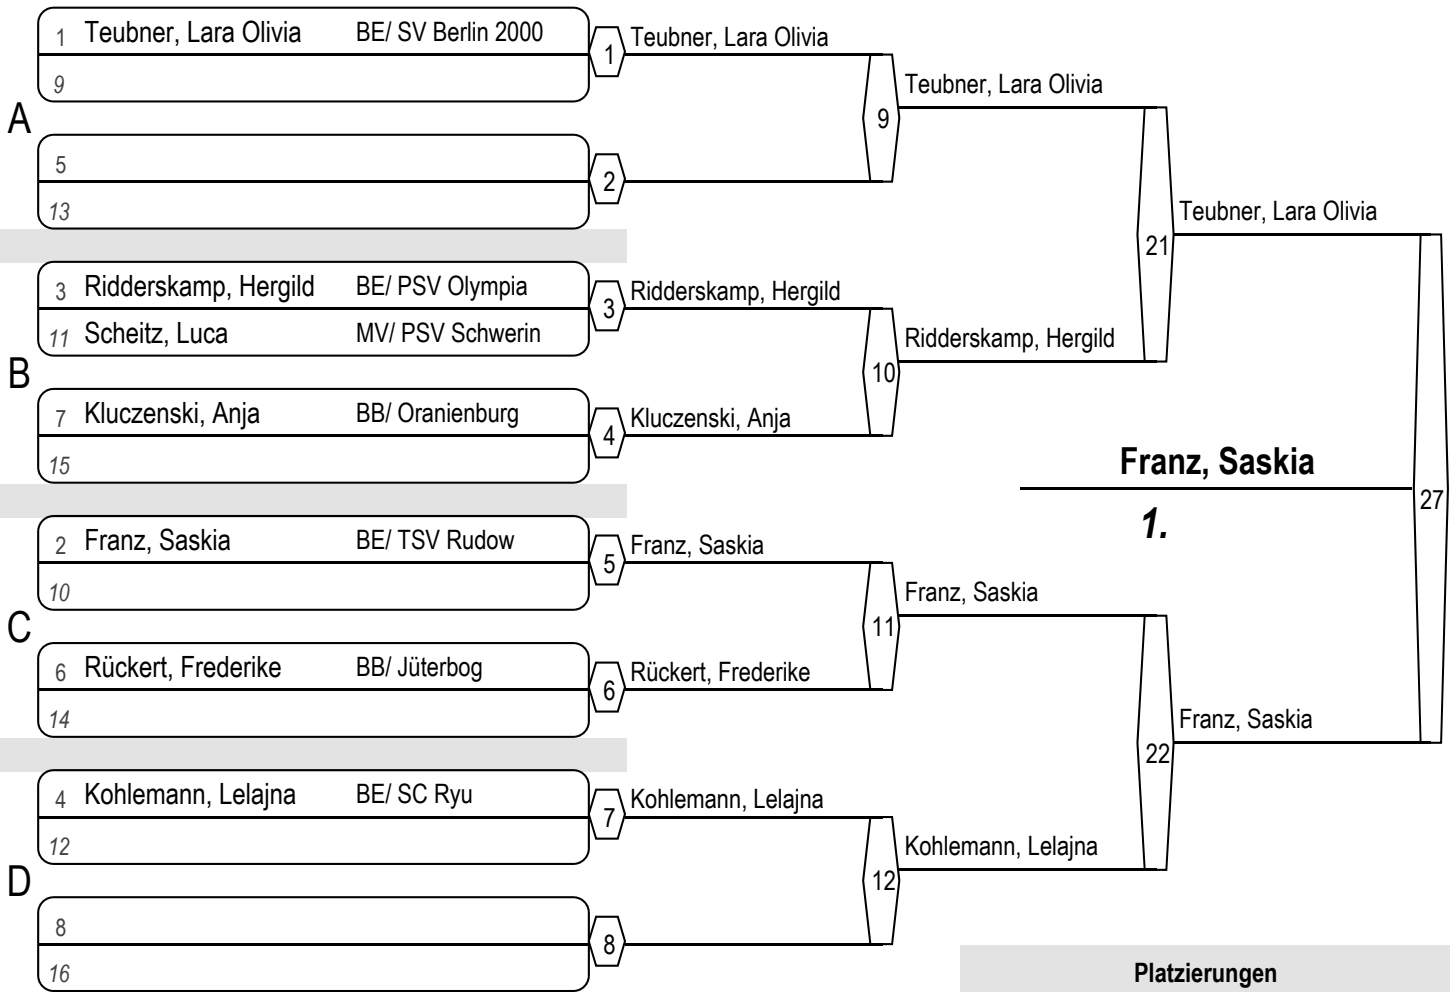 1 Teubner, Lara Olivia BE/ SV Berlin 2000
9
1
Teubner, Lara Olivia
A
5
13
2
9
Teubner, Lara Olivia
3 Ridderskamp, Hergild BE/ PSV Olympia
11 Scheitz, Luca MV/ PSV Schwerin
3
Ridderskamp, Hergild
B
7 Kluczenski, Anja BB/ Oranienburg
15
4
Kluczenski, Anja
10
Ridderskamp, Hergild
21
Teubner, Lara Olivia
2 Franz, Saskia BE/ TSV Rudow
10
5
Franz, Saskia
C
6 Rückert, Frederike BB/ Jüterbog
14
6
Rückert, Frederike
11
Franz, Saskia
4 Kohlemann, Lelajna BE/ SC Ryu
12
7
Kohlemann, Lelajna
D
8
16
8
12
Kohlemann, Lelajna
22
Franz, Saskia
27
Franz, Saskia
1.
Platzierungen